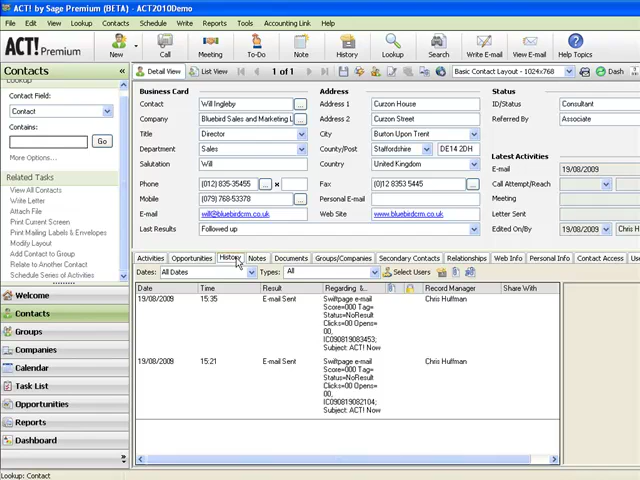 ACT! by Sage Premium (BETA) - ACT2010Demo
File Edit View Lookup Contacts Schedule Write Reports Tools Accounting Link Help
ACT! Premium New Call Meeting To-Do Note History Lookup Search Write E-mail View E-mail Help Topics
Contacts «
Detail View List View 1 of 1 Basic Contact Layout - 1024x768 Dash
Lookup
Contact Field:
Contact
Contains:
Go
More Options...
Related Tasks
View All Contacts
Write Letter
Attach File
Print Current Screen
Print Mailing Labels & Envelopes
Modify Layout
Add Contact to Group
Relate to Another Contact
Schedule Series of Activities
Welcome
Contacts
Groups
Companies
Calendar
Task List
Opportunities
Reports
Dashboard
Business Card Address Status
Contact Will Ingleby ... Address 1 Curzon House ID/Status Consultant
Company Bluebird Sales and Marketing L ... Address 2 Curzon Street Referred By Associate
Title Director City Burton Upon Trent
Department Sales County/Post Staffordshire DE14 2DH
Salutation Will Country United Kingdom
Latest Activities
E-mail 19/08/2009
Phone (012) 835-35455 ... x Fax (0)12 8353 5445 ... Call Attempt/Reach
Mobile (079) 768-53378 Personal E-mail Meeting
E-mail will@bluebirdcrm.co.uk Web Site www.bluebirdcrm.co.uk Letter Sent
Last Results Followed up Edited On/By 19/08/2009 Chris H
Activities Opportunities History Notes Documents Groups/Companies Secondary Contacts Relationships Web Info Personal Info Contact Access Use
Dates: All Dates Types: All Select Users
Date Time Result Regarding &... Record Manager Share With
19/08/2009 15:35 E-mail Sent Swiftpage e-mail Chris Huffman
Score=000 Tag=
Status=NoResult
Clicks=00 Opens=
00,
IC090819083453;
Subject: ACT! Now
19/08/2009 15:21 E-mail Sent Swiftpage e-mail Chris Huffman
Score=000 Tag=
Status=NoResult
Clicks=00 Opens=
00,
IC090819082104;
Subject: ACT! Now
Lookup: Contact